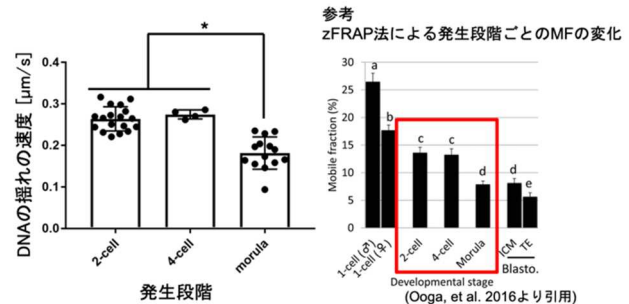 参考
zFRAP法による発生段階ごとのMFの変化
*
DNAの揺れの速度 [μm/s]
0.4
0.3
0.2
0.1
0.0
2-cell
4-cell
morula
発生段階
Mobile fraction (%)
30
25
20
15
10
5
0
a
b
c
c
d
d
e
1-cell (♂)
1-cell (♀)
2-cell
4-cell
Morula
ICM
TE
Blasto.
Developmental stage
(Ooga, et al. 2016より引用)